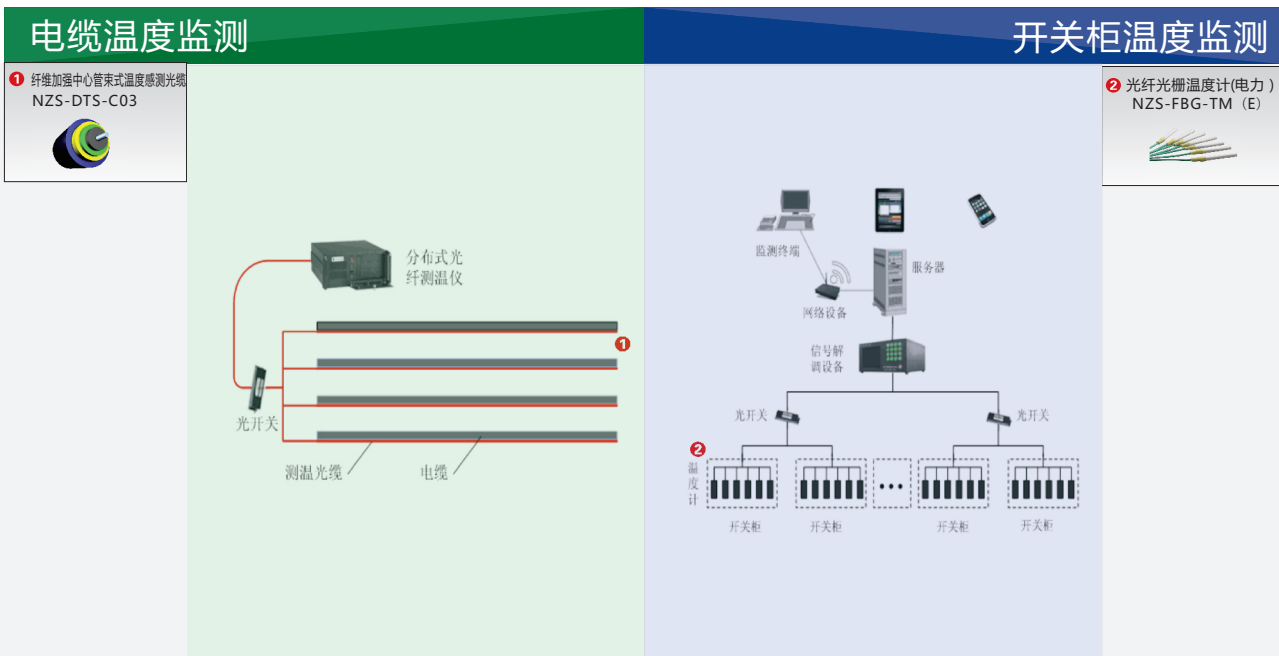 电缆温度监测
开关柜温度监测
1 纤维加强中心管束式温度感测光缆
NZS-DTS-C03
2 光纤光栅温度计(电力)
NZS-FBG-TM（E）
分布式光
纤测温仪
1
光开关
测温光缆
电缆
监测终端
服务器
网络设备
信号解
调设备
光开关
光开关
2
温
度
计
开关柜
开关柜
开关柜
开关柜